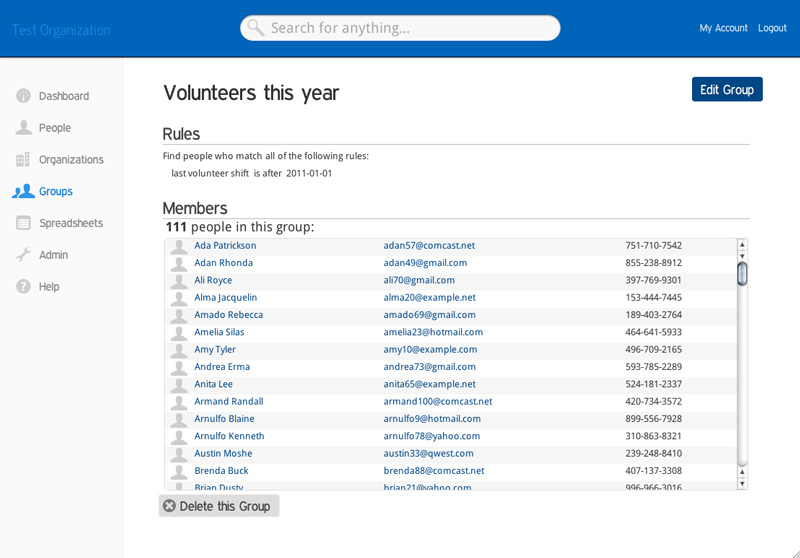 Test Organization
Search for anything...
My Account Logout
Dashboard
People
Organizations
Groups
Spreadsheets
Admin
Help
Volunteers this year
Edit Group
Rules
Find people who match all of the following rules:
last volunteer shift is after 2011-01-01
Members
111 people in this group:
Ada Patrickson adan57@comcast.net 751-710-7542
Adan Rhonda adan49@gmail.com 855-238-8912
Ali Royce ali70@gmail.com 397-769-9301
Alma Jacquelin alma20@example.net 153-444-7445
Amado Rebecca amado69@gmail.com 189-403-2764
Amelia Silas amelia23@hotmail.com 464-641-5933
Amy Tyler amy10@example.com 496-709-2165
Andrea Erma andrea73@gmail.com 593-785-2289
Anita Lee anita65@example.net 524-181-2337
Armand Randall armand100@comcast.net 420-734-3572
Arnulfo Blaine arnulfo9@hotmail.com 899-556-7928
Arnulfo Kenneth arnulfo78@yahoo.com 310-863-8321
Austin Moshe austin33@qwest.com 239-248-8410
Brenda Buck brenda88@comcast.net 407-137-3308
Brian Dusty brian21@yahoo.com 996-966-3016
Delete this Group